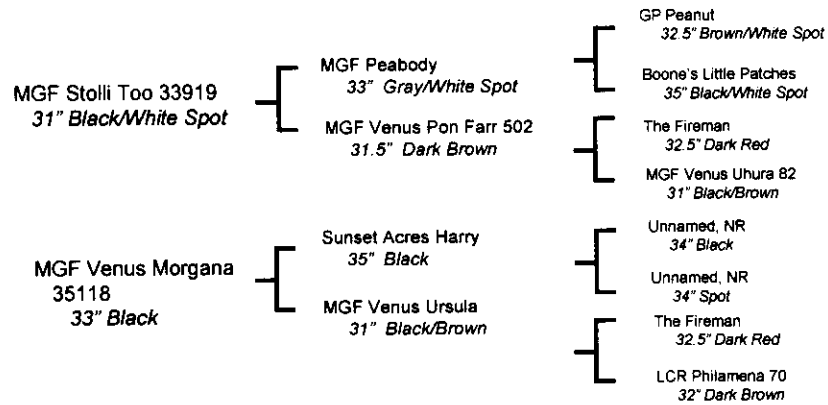 MGF Stolli Too 33919
31" Black/White Spot
MGF Venus Morgana
35118
33" Black
MGF Peabody
33" Gray/White Spot
MGF Venus Pon Farr 502
31.5" Dark Brown
Sunset Acres Harry
35" Black
MGF Venus Ursula
31" Black/Brown
GP Peanut
32.5" Brown/White Spot
Boone's Little Patches
35" Black/White Spot
The Fireman
32.5" Dark Red
MGF Venus Uhura 82
31" Black/Brown
Unnamed, NR
34" Black
Unnamed, NR
34" Spot
The Fireman
32.5" Dark Red
LCR Philamena 70
32" Dark Brown